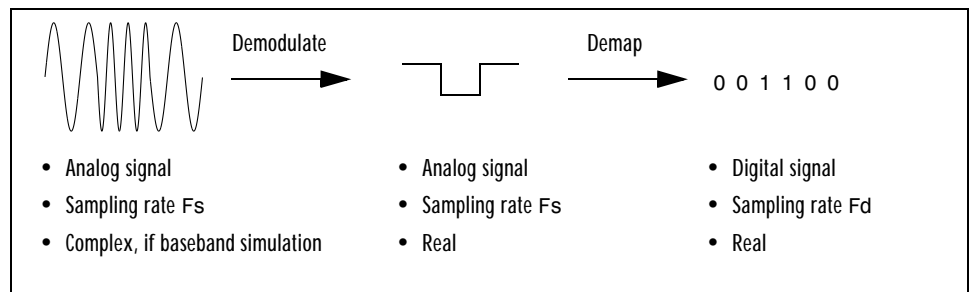 Demodulate
Demap
0 0 1 1 0 0
• Analog signal
• Sampling rate Fs
• Complex, if baseband simulation
• Analog signal
• Sampling rate Fs
• Real
• Digital signal
• Sampling rate Fd
• Real